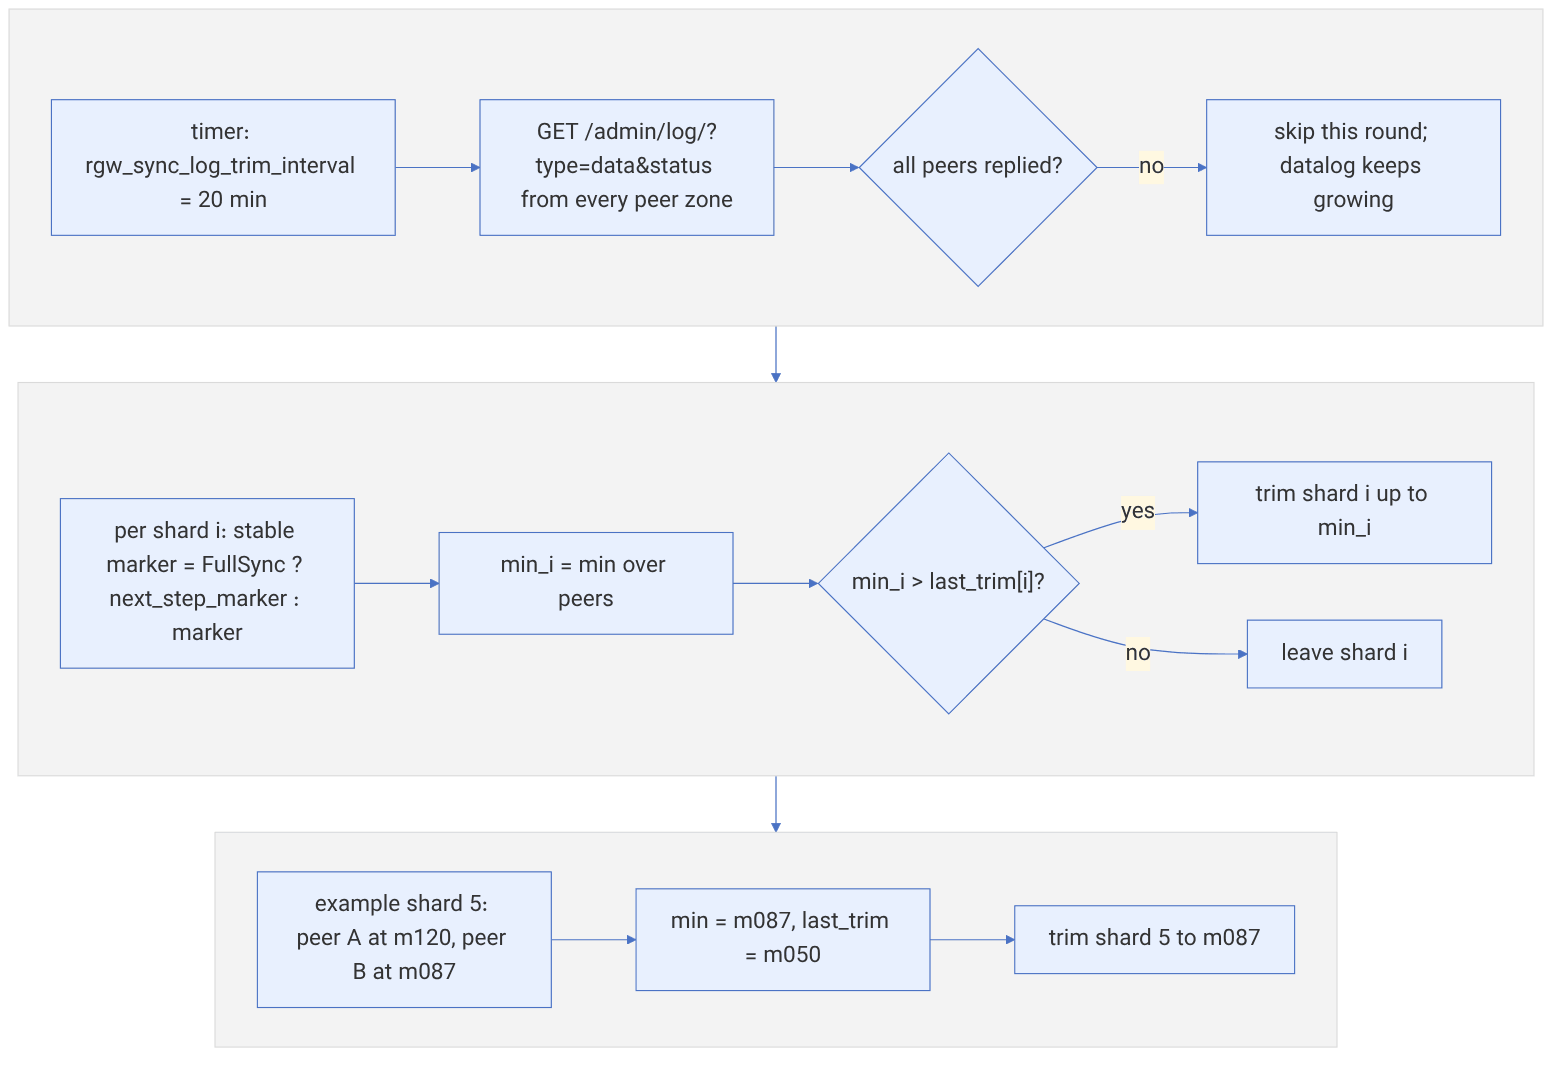 timer:
rgw_sync_log_trim_interval
= 20 min
GET /admin/log/?
type=data&status
from every peer zone
all peers replied?
no
skip this round;
datalog keeps
growing
per shard i: stable
marker = FullSync ?
next_step_marker :
marker
min_i = min over
peers
min_i > last_trim[i]?
yes
trim shard i up to
min_i
no
leave shard i
example shard 5:
peer A at m120, peer
B at m087
min = m087, last_trim
= m050
trim shard 5 to m087